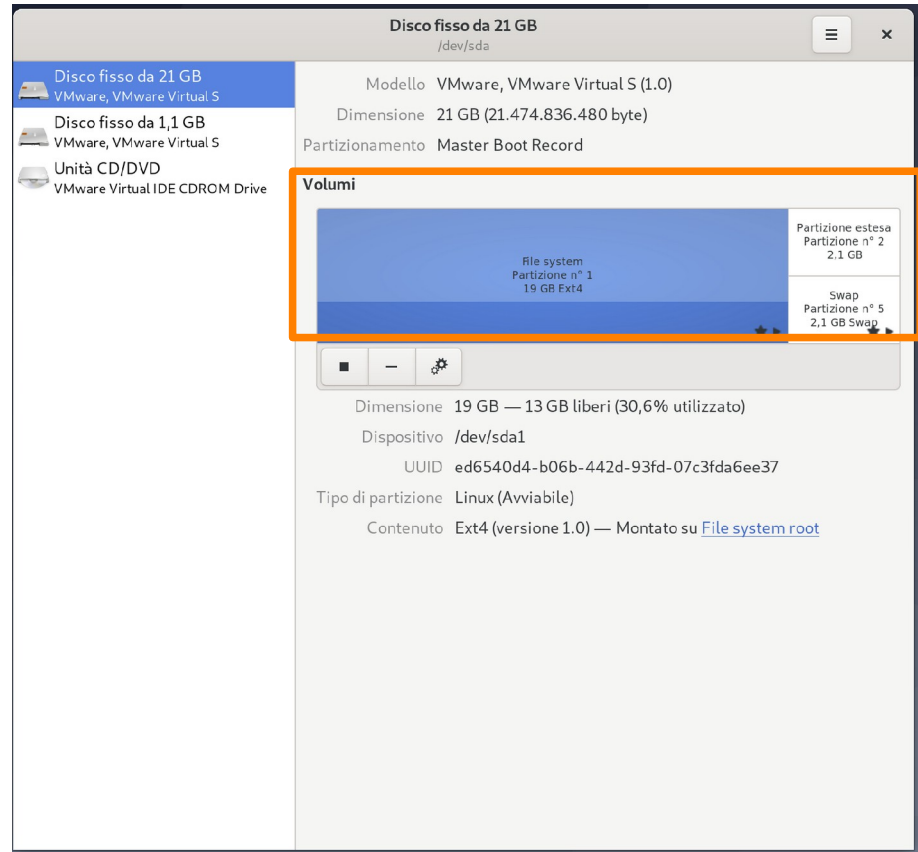 Disco fisso da 21 GB
/dev/sda
Disco fisso da 21 GB
VMware, VMware Virtual S
Disco fisso da 1,1 GB
VMware, VMware Virtual S
Unità CD/DVD
VMware Virtual IDE CDROM Drive
Modello VMware, VMware Virtual S (1.0)
Dimensione 21 GB (21.474.836.480 byte)
Partizionamento Master Boot Record
Volumi
File system
Partizione n° 1
19 GB Ext4
Partizione estesa
Partizione n° 2
2,1 GB
Swap
Partizione n° 5
2,1 GB Swap
Dimensione 19 GB — 13 GB liberi (30,6% utilizzato)
Dispositivo /dev/sda1
UUID ed6540d4-b06b-442d-93fd-07c3fda6ee37
Tipo di partizione Linux (Avviabile)
Contenuto Ext4 (versione 1.0) — Montato su File system root